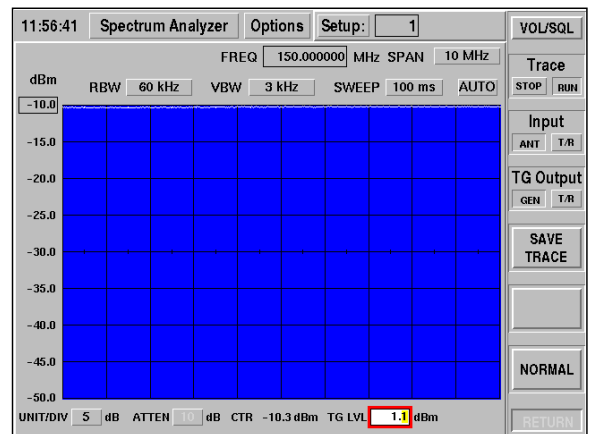 11:56:41 Spectrum Analyzer Options Setup: 1
FREQ 150.000000 MHz SPAN 10 MHz
dBm RBW 60 kHz VBW 3 kHz SWEEP 100 ms AUTO
-10.0
-15.0
-20.0
-25.0
-30.0
-35.0
-40.0
-45.0
-50.0
UNIT/DIV 5 dB ATTEN 10 dB CTR -10.3 dBm TG LVL 1.1 dBm
VOL/SQL
Trace
STOP RUN
Input
ANT T/R
TG Output
GEN T/R
SAVE
TRACE
NORMAL
RETURN